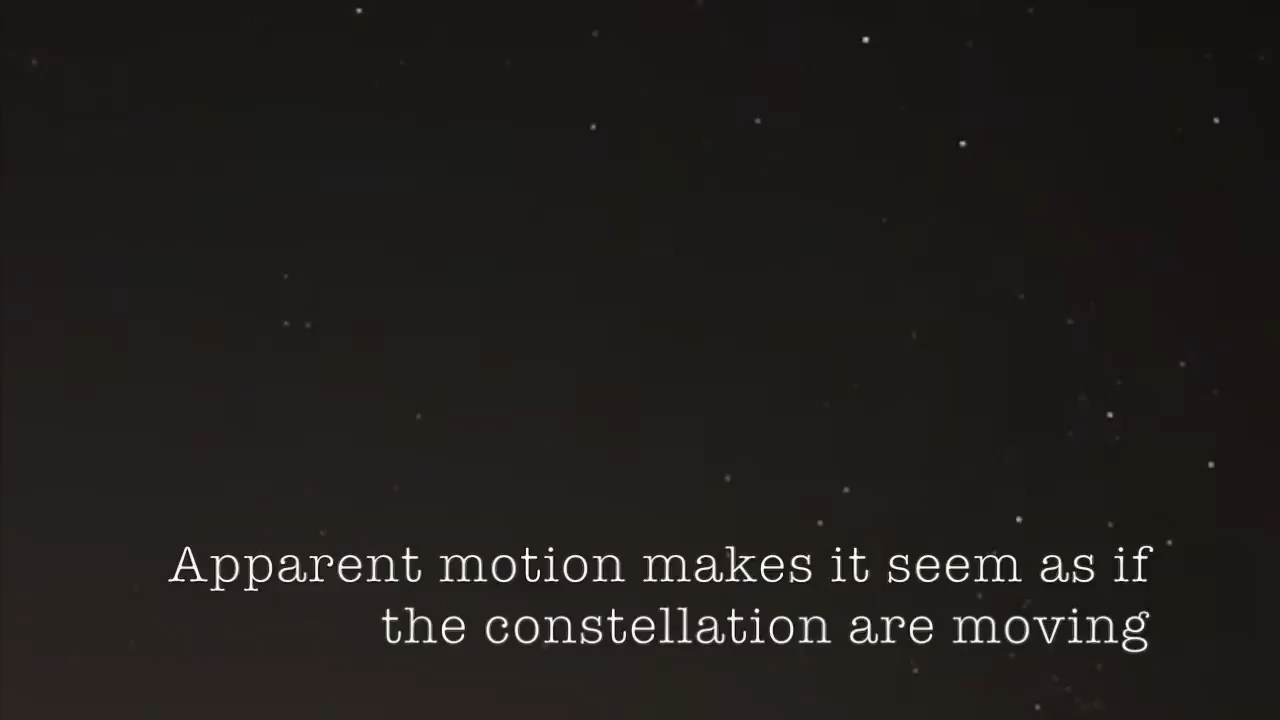 Apparent motion makes it seem as if
the constellation are moving